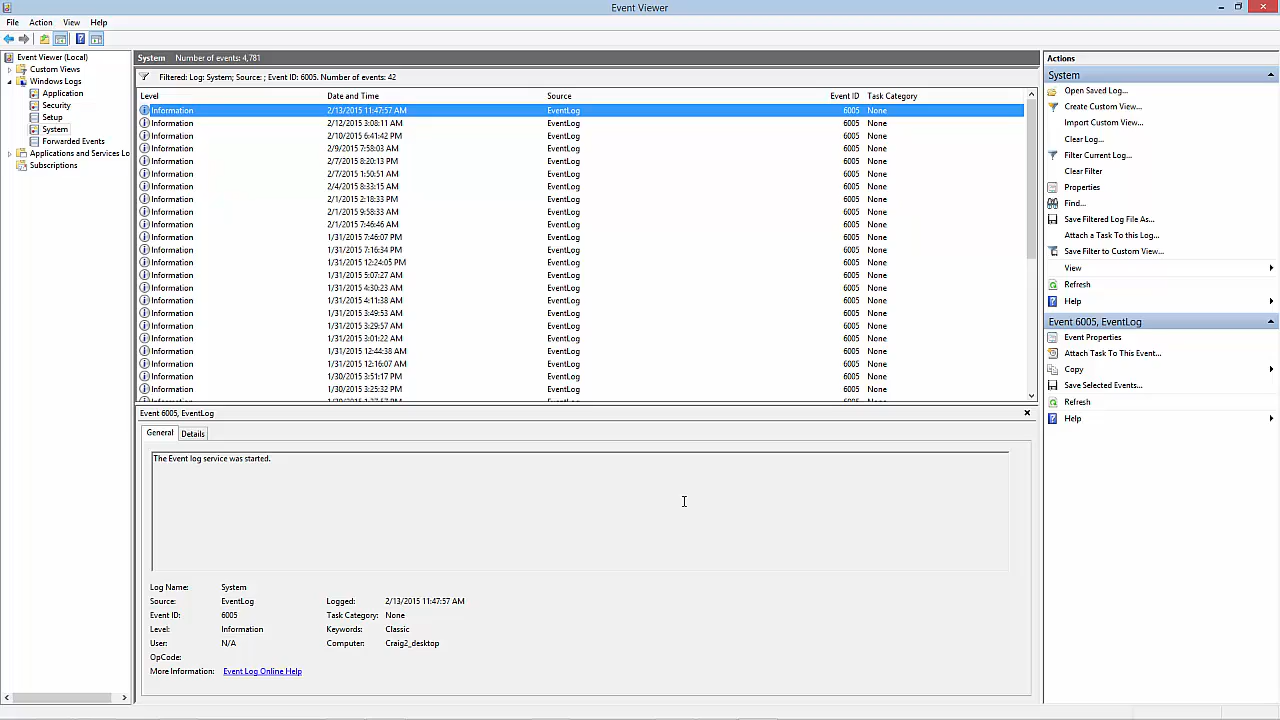 Event Viewer
File Action View Help
Event Viewer (Local)
Custom Views
Windows Logs
Application
Security
Setup
System
Forwarded Events
Applications and Services Lo
Subscriptions
System Number of events: 4,781
Filtered: Log: System; Source: ; Event ID: 6005. Number of events: 42
Level Date and Time Source Event ID Task Category
Information 2/13/2015 11:47:57 AM EventLog 6005 None
Information 2/12/2015 3:08:11 AM EventLog 6005 None
Information 2/10/2015 6:41:42 PM EventLog 6005 None
Information 2/9/2015 7:58:03 AM EventLog 6005 None
Information 2/7/2015 8:20:13 PM EventLog 6005 None
Information 2/7/2015 1:50:51 AM EventLog 6005 None
Information 2/4/2015 8:33:15 AM EventLog 6005 None
Information 2/1/2015 2:18:33 PM EventLog 6005 None
Information 2/1/2015 9:58:33 AM EventLog 6005 None
Information 2/1/2015 7:46:46 AM EventLog 6005 None
Information 1/31/2015 7:46:07 PM EventLog 6005 None
Information 1/31/2015 7:16:34 PM EventLog 6005 None
Information 1/31/2015 12:24:05 PM EventLog 6005 None
Information 1/31/2015 5:07:27 AM EventLog 6005 None
Information 1/31/2015 4:30:23 AM EventLog 6005 None
Information 1/31/2015 4:11:38 AM EventLog 6005 None
Information 1/31/2015 3:49:53 AM EventLog 6005 None
Information 1/31/2015 3:29:57 AM EventLog 6005 None
Information 1/31/2015 3:01:22 AM EventLog 6005 None
Information 1/31/2015 12:44:38 AM EventLog 6005 None
Information 1/31/2015 12:16:07 AM EventLog 6005 None
Information 1/30/2015 3:51:17 PM EventLog 6005 None
Information 1/30/2015 3:25:32 PM EventLog 6005 None
Event 6005, EventLog
General Details
The Event log service was started.
Log Name: System
Source: EventLog Logged: 2/13/2015 11:47:57 AM
Event ID: 6005 Task Category: None
Level: Information Keywords: Classic
User: N/A Computer: Craig2_desktop
OpCode:
More Information: Event Log Online Help
Actions
System
Open Saved Log...
Create Custom View...
Import Custom View...
Clear Log...
Filter Current Log...
Clear Filter
Properties
Find...
Save Filtered Log File As...
Attach a Task To this Log...
Save Filter to Custom View...
View
Refresh
Help
Event 6005, EventLog
Event Properties
Attach Task To This Event...
Copy
Save Selected Events...
Refresh
Help